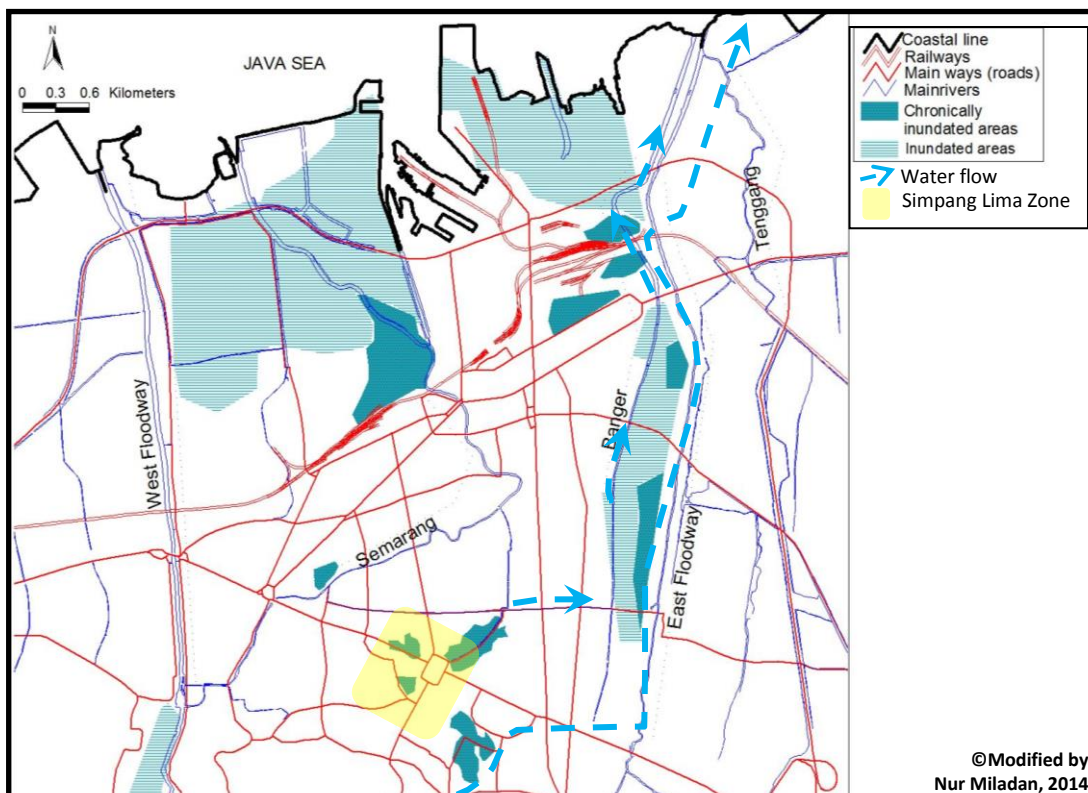 N
JAVA SEA
0 0.3 0.6 Kilometers
Coastal line
Railways
Main ways (roads)
Mainrivers
Chronically
inundated areas
Inundated areas
Water flow
Simpang Lima Zone
Tenggang
West Floodway
Banger
Semarang
East Floodway
©Modified by
Nur Miladan, 2014